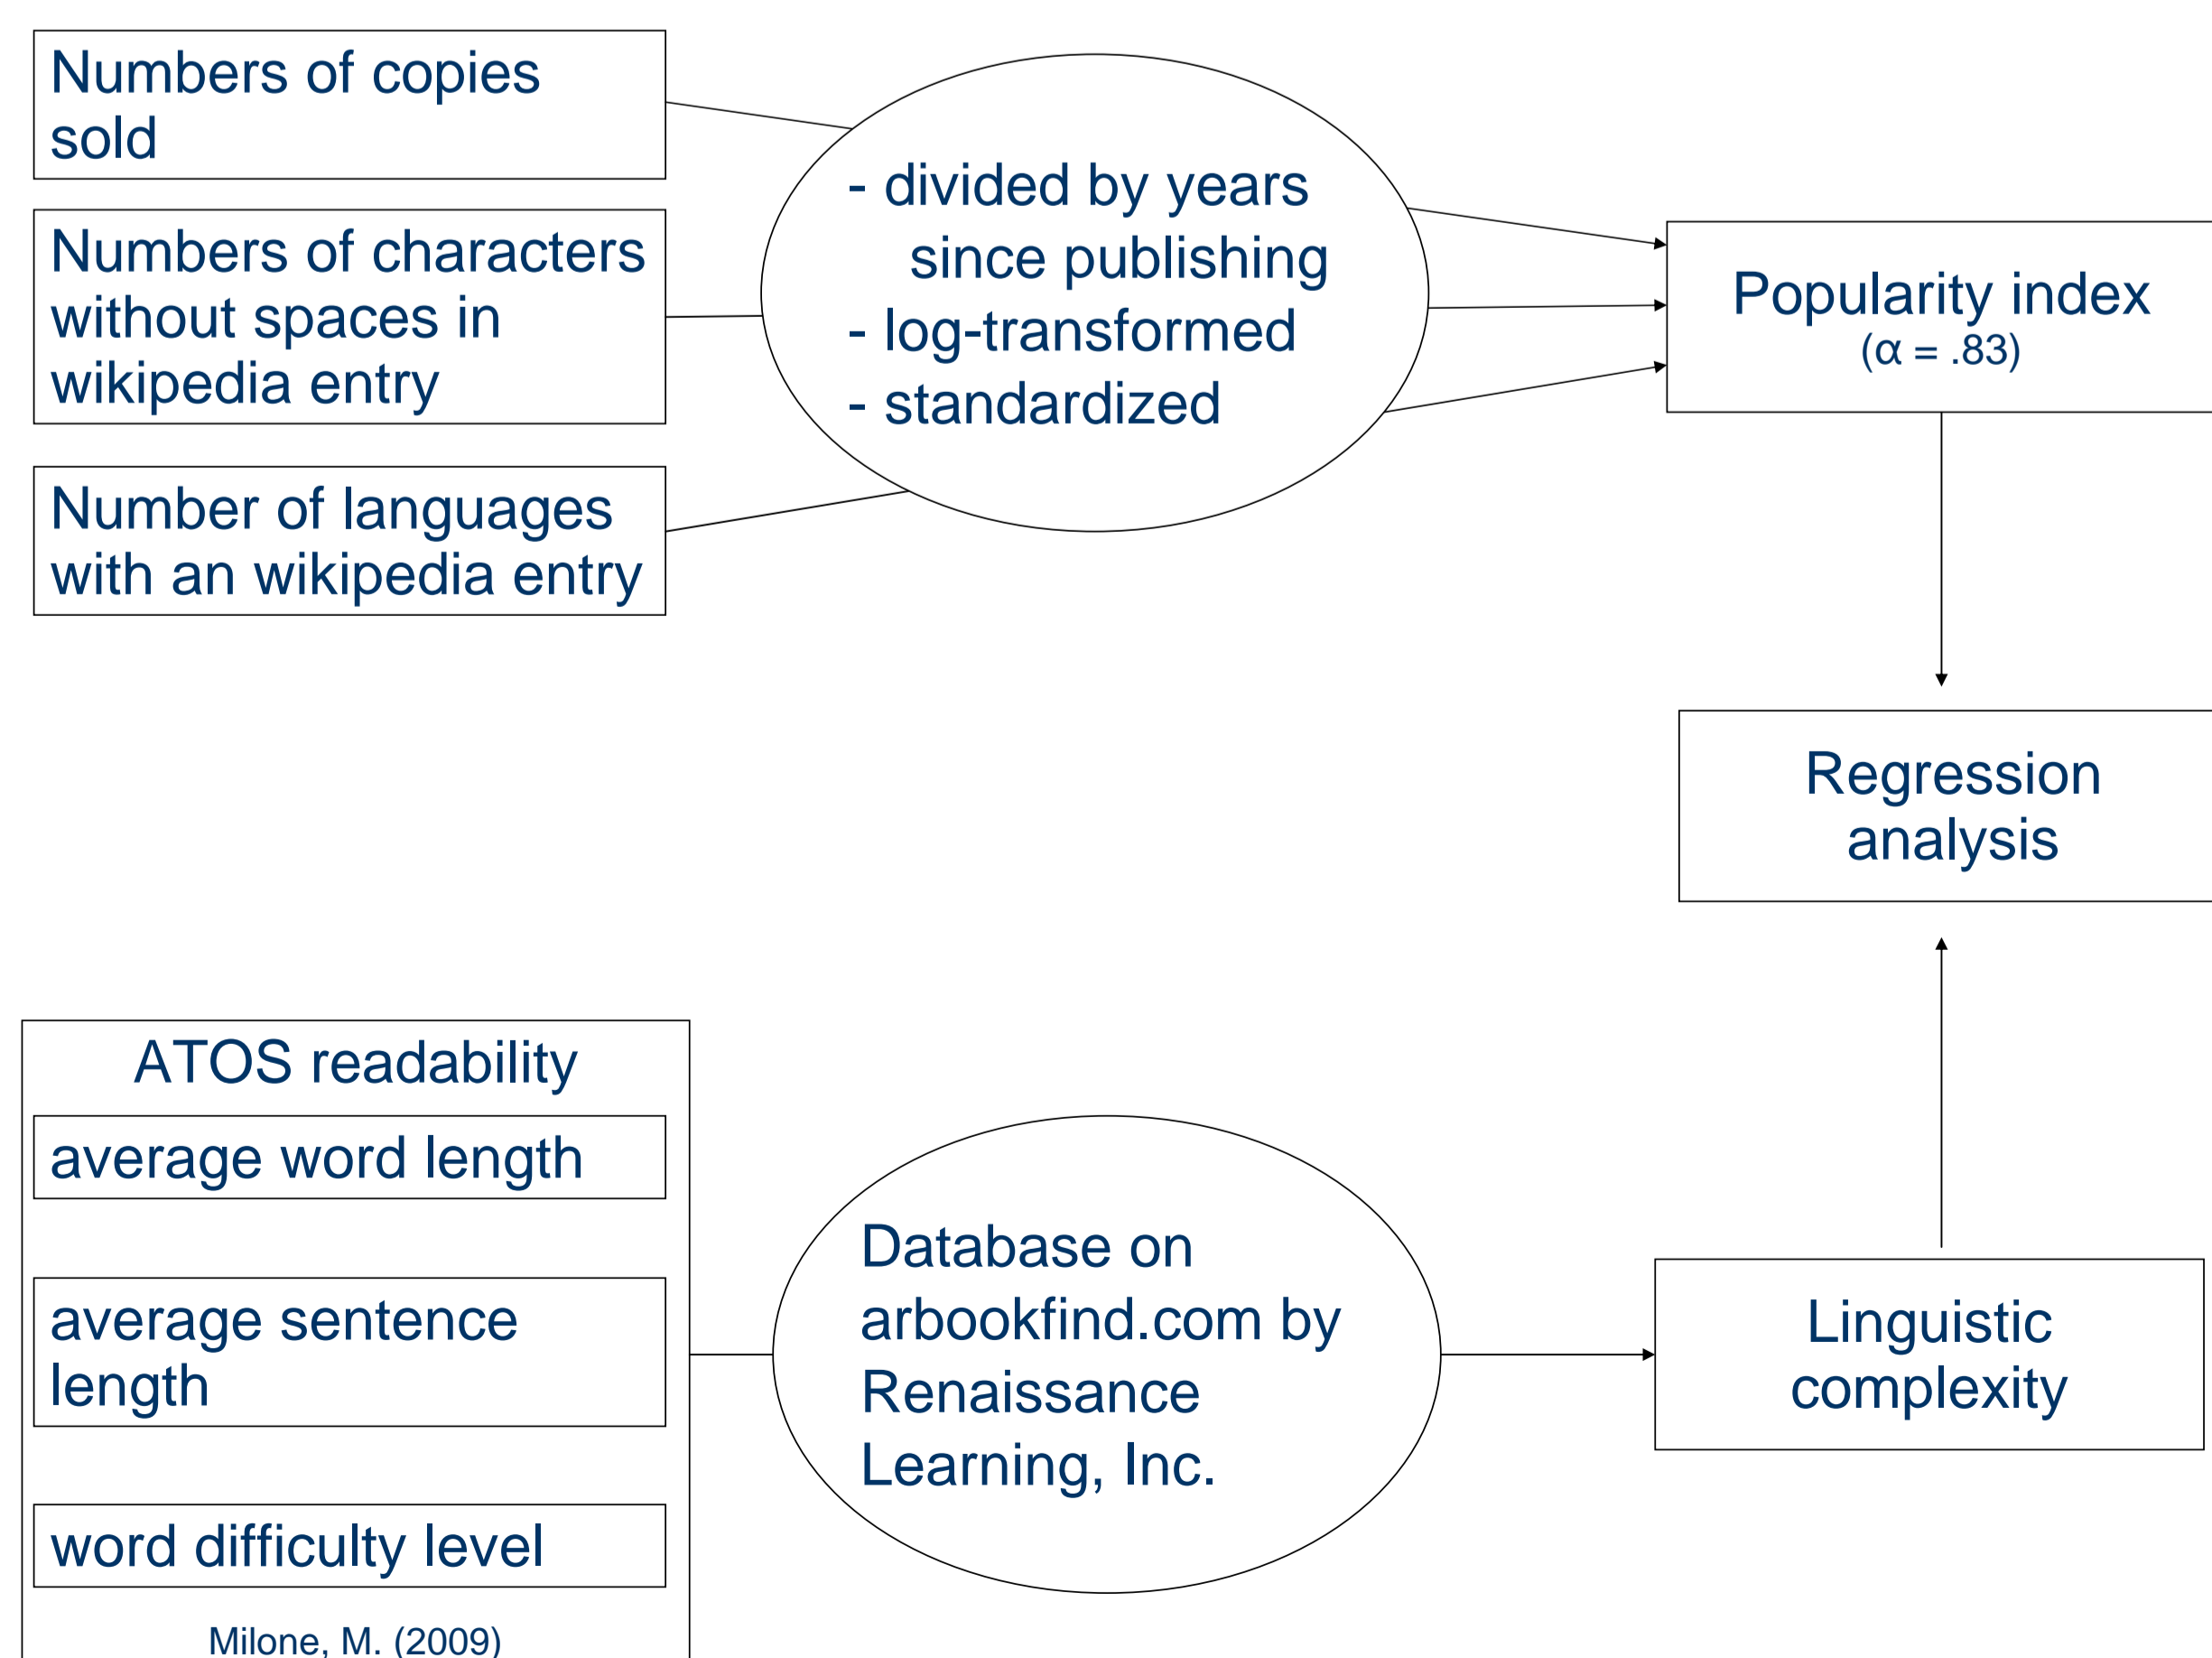 Numbers of copies
sold
Numbers of characters
without spaces in
wikipedia entry
Number of languages
with an wikipedia entry
- divided by years
since publishing
- log-transformed
- standardized
Popularity index
(α = .83)
Regression
analysis
ATOS readability
average word length
average sentence
length
word difficulty level
Milone, M. (2009)
Database on
arbookfind.com by
Renaissance
Learning, Inc.
Linguistic
complexity